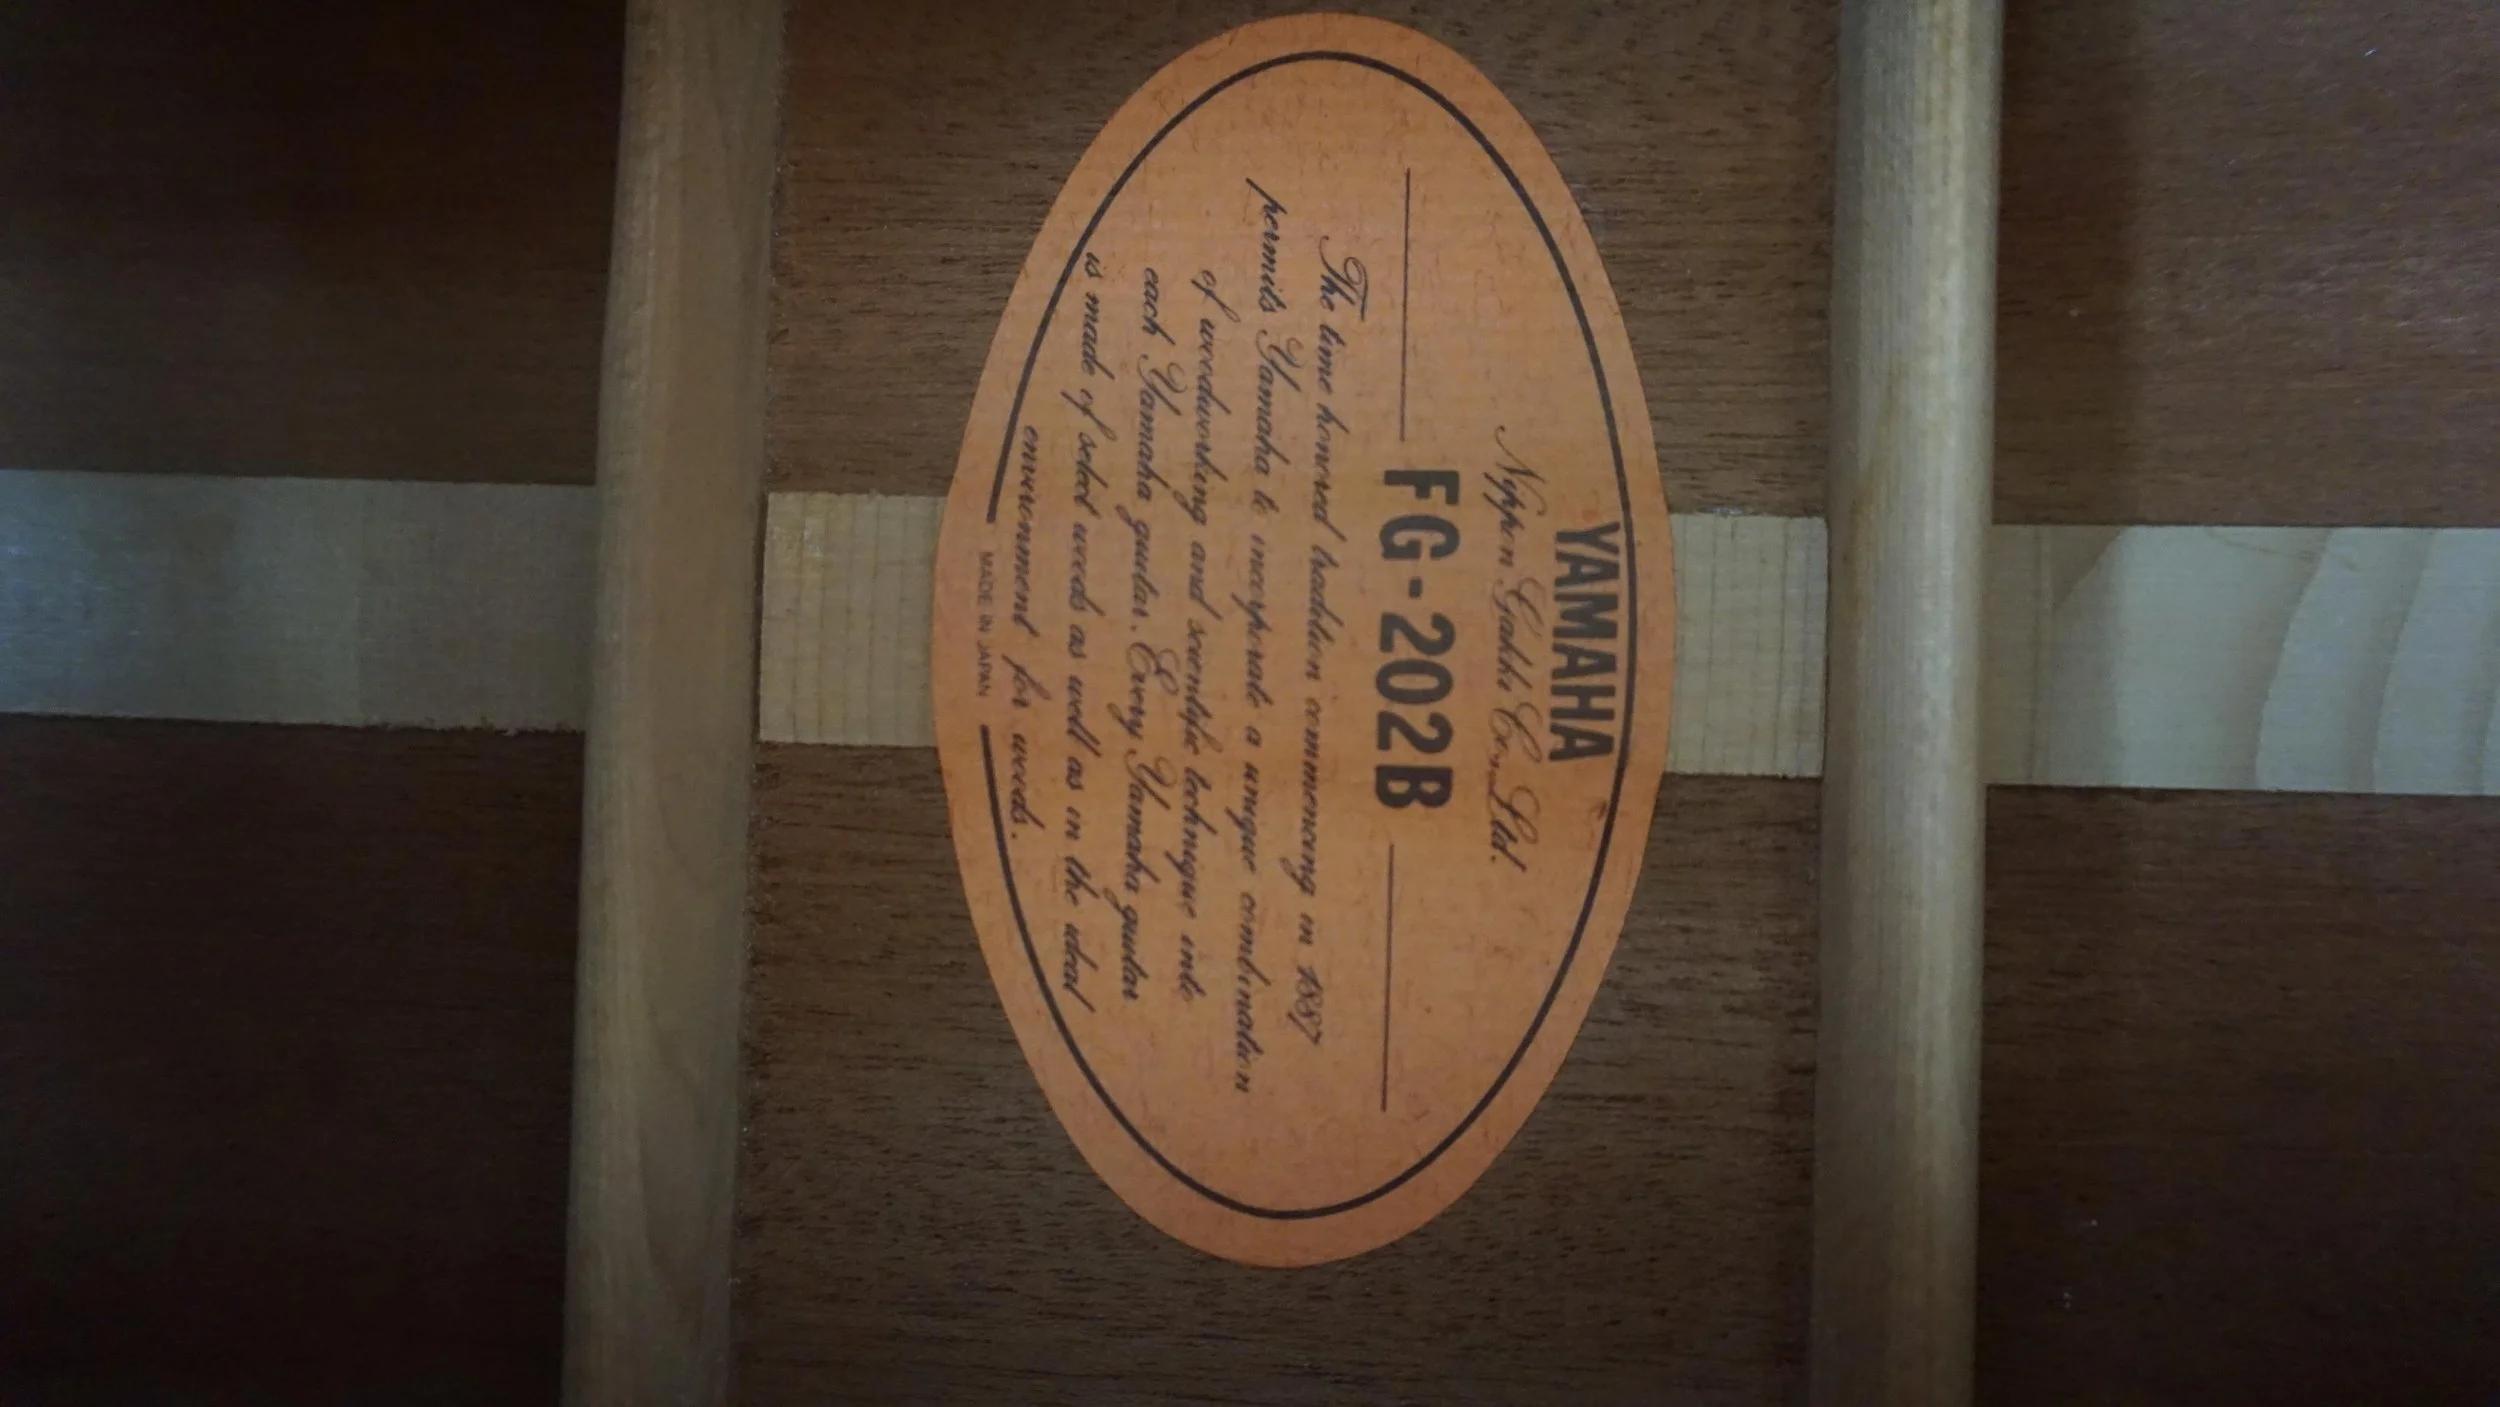 YAMAHA
Nippon Gakki Co., Ltd.
FG-202B
The time honored tradition commencing in 1887
permits Yamaha to incorporate a unique combination
of woodworking and scientific technique into
each Yamaha guitar. Every Yamaha guitar
is made of select woods as well as in the ideal
environment for woods.
MADE IN JAPAN